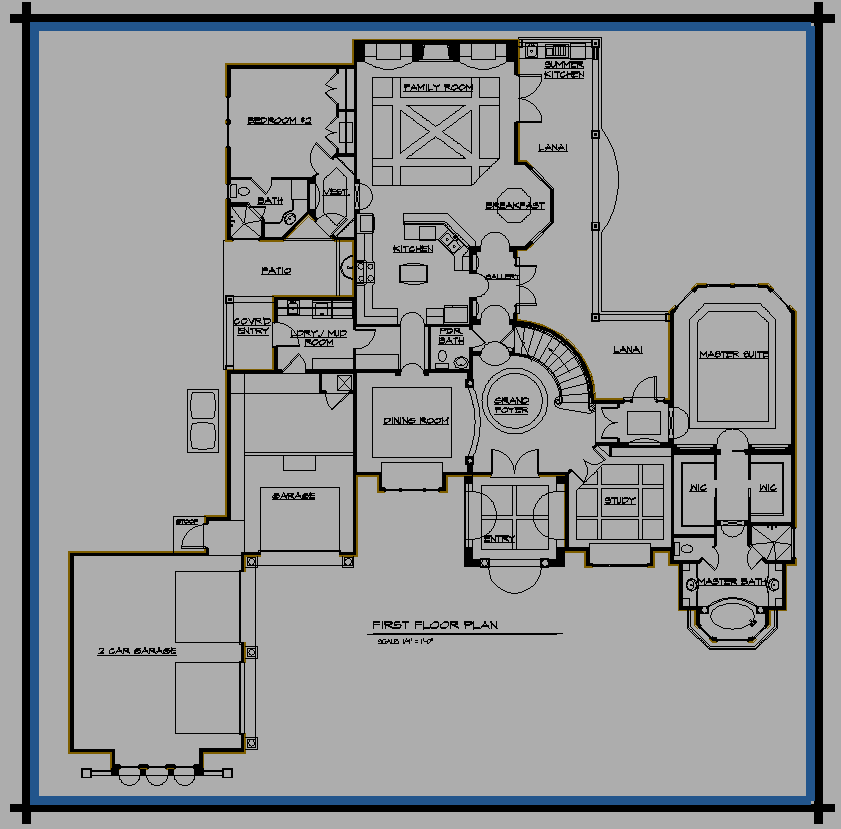 SUMMER
KITCHEN
FAMILY ROOM
BEDROOM #2
LANAI
VEST.
BATH
BREAKFAST
KITCHEN
PATIO
GALLERY
COV'R'D
ENTRY
LDRY./ MUD
ROOM
PDR.
BATH
LANAI
MASTER SUITE
GRAND
FOYER
DINING ROOM
WIC
WIC
GARAGE
STUDY
STOOP
ENTRY
MASTER BATH
FIRST FLOOR PLAN
SCALE: 1/4" = 1'-0"
2 CAR GARAGE